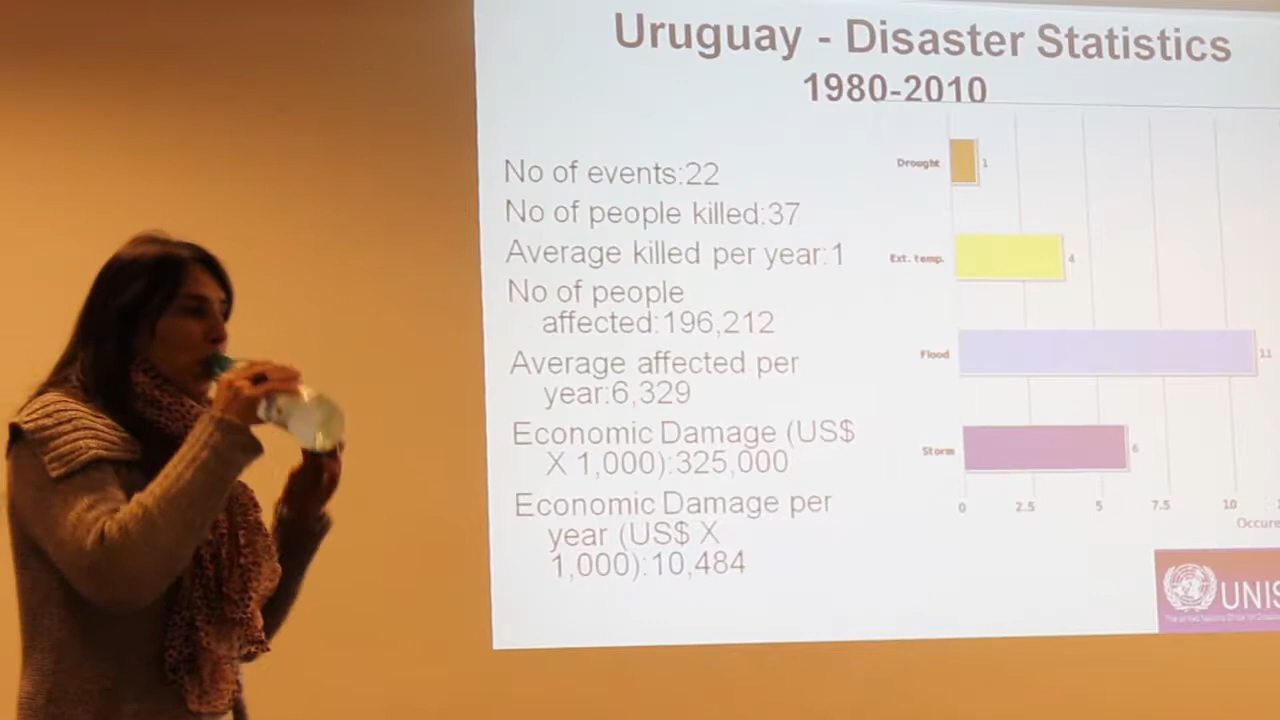 Uruguay - Disaster Statistics
1980-2010
No of events:22
No of people killed:37
Average killed per year:1
No of people
affected:196,212
Average affected per
year:6,329
Economic Damage (US$
X 1,000):325,000
Economic Damage per
year (US$ X
1,000):10,484
Drought 1
Ext. temp. 4
Flood 11
Storm 6
0 2.5 5 7.5 10
Occure
UNIS